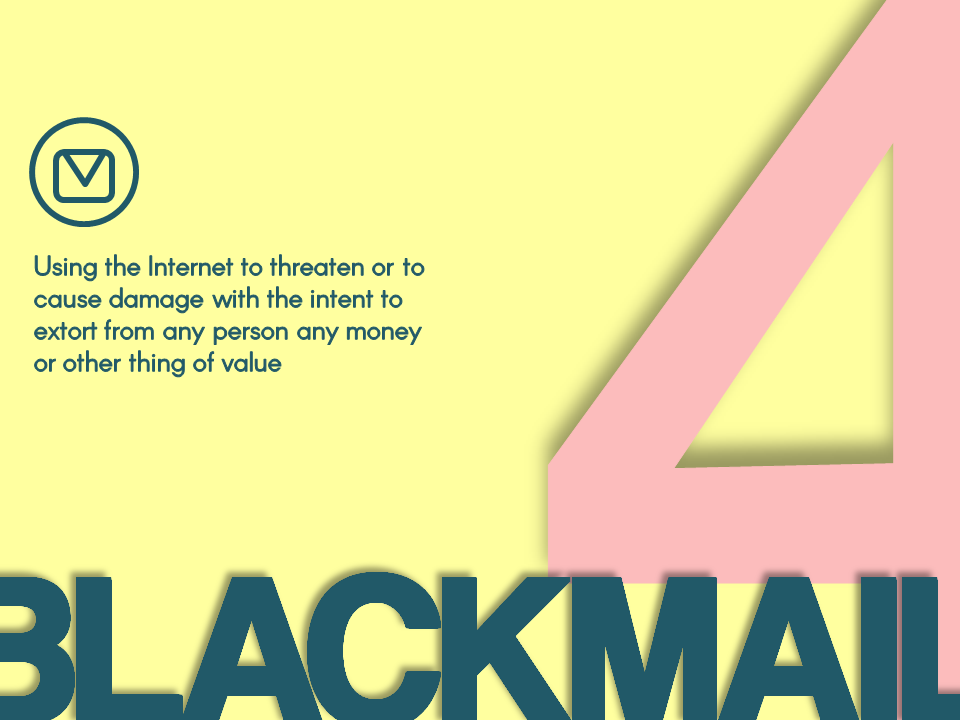 4
Using the Internet to threaten or to
cause damage with the intent to
extort from any person any money
or other thing of value
BLACKMAIL